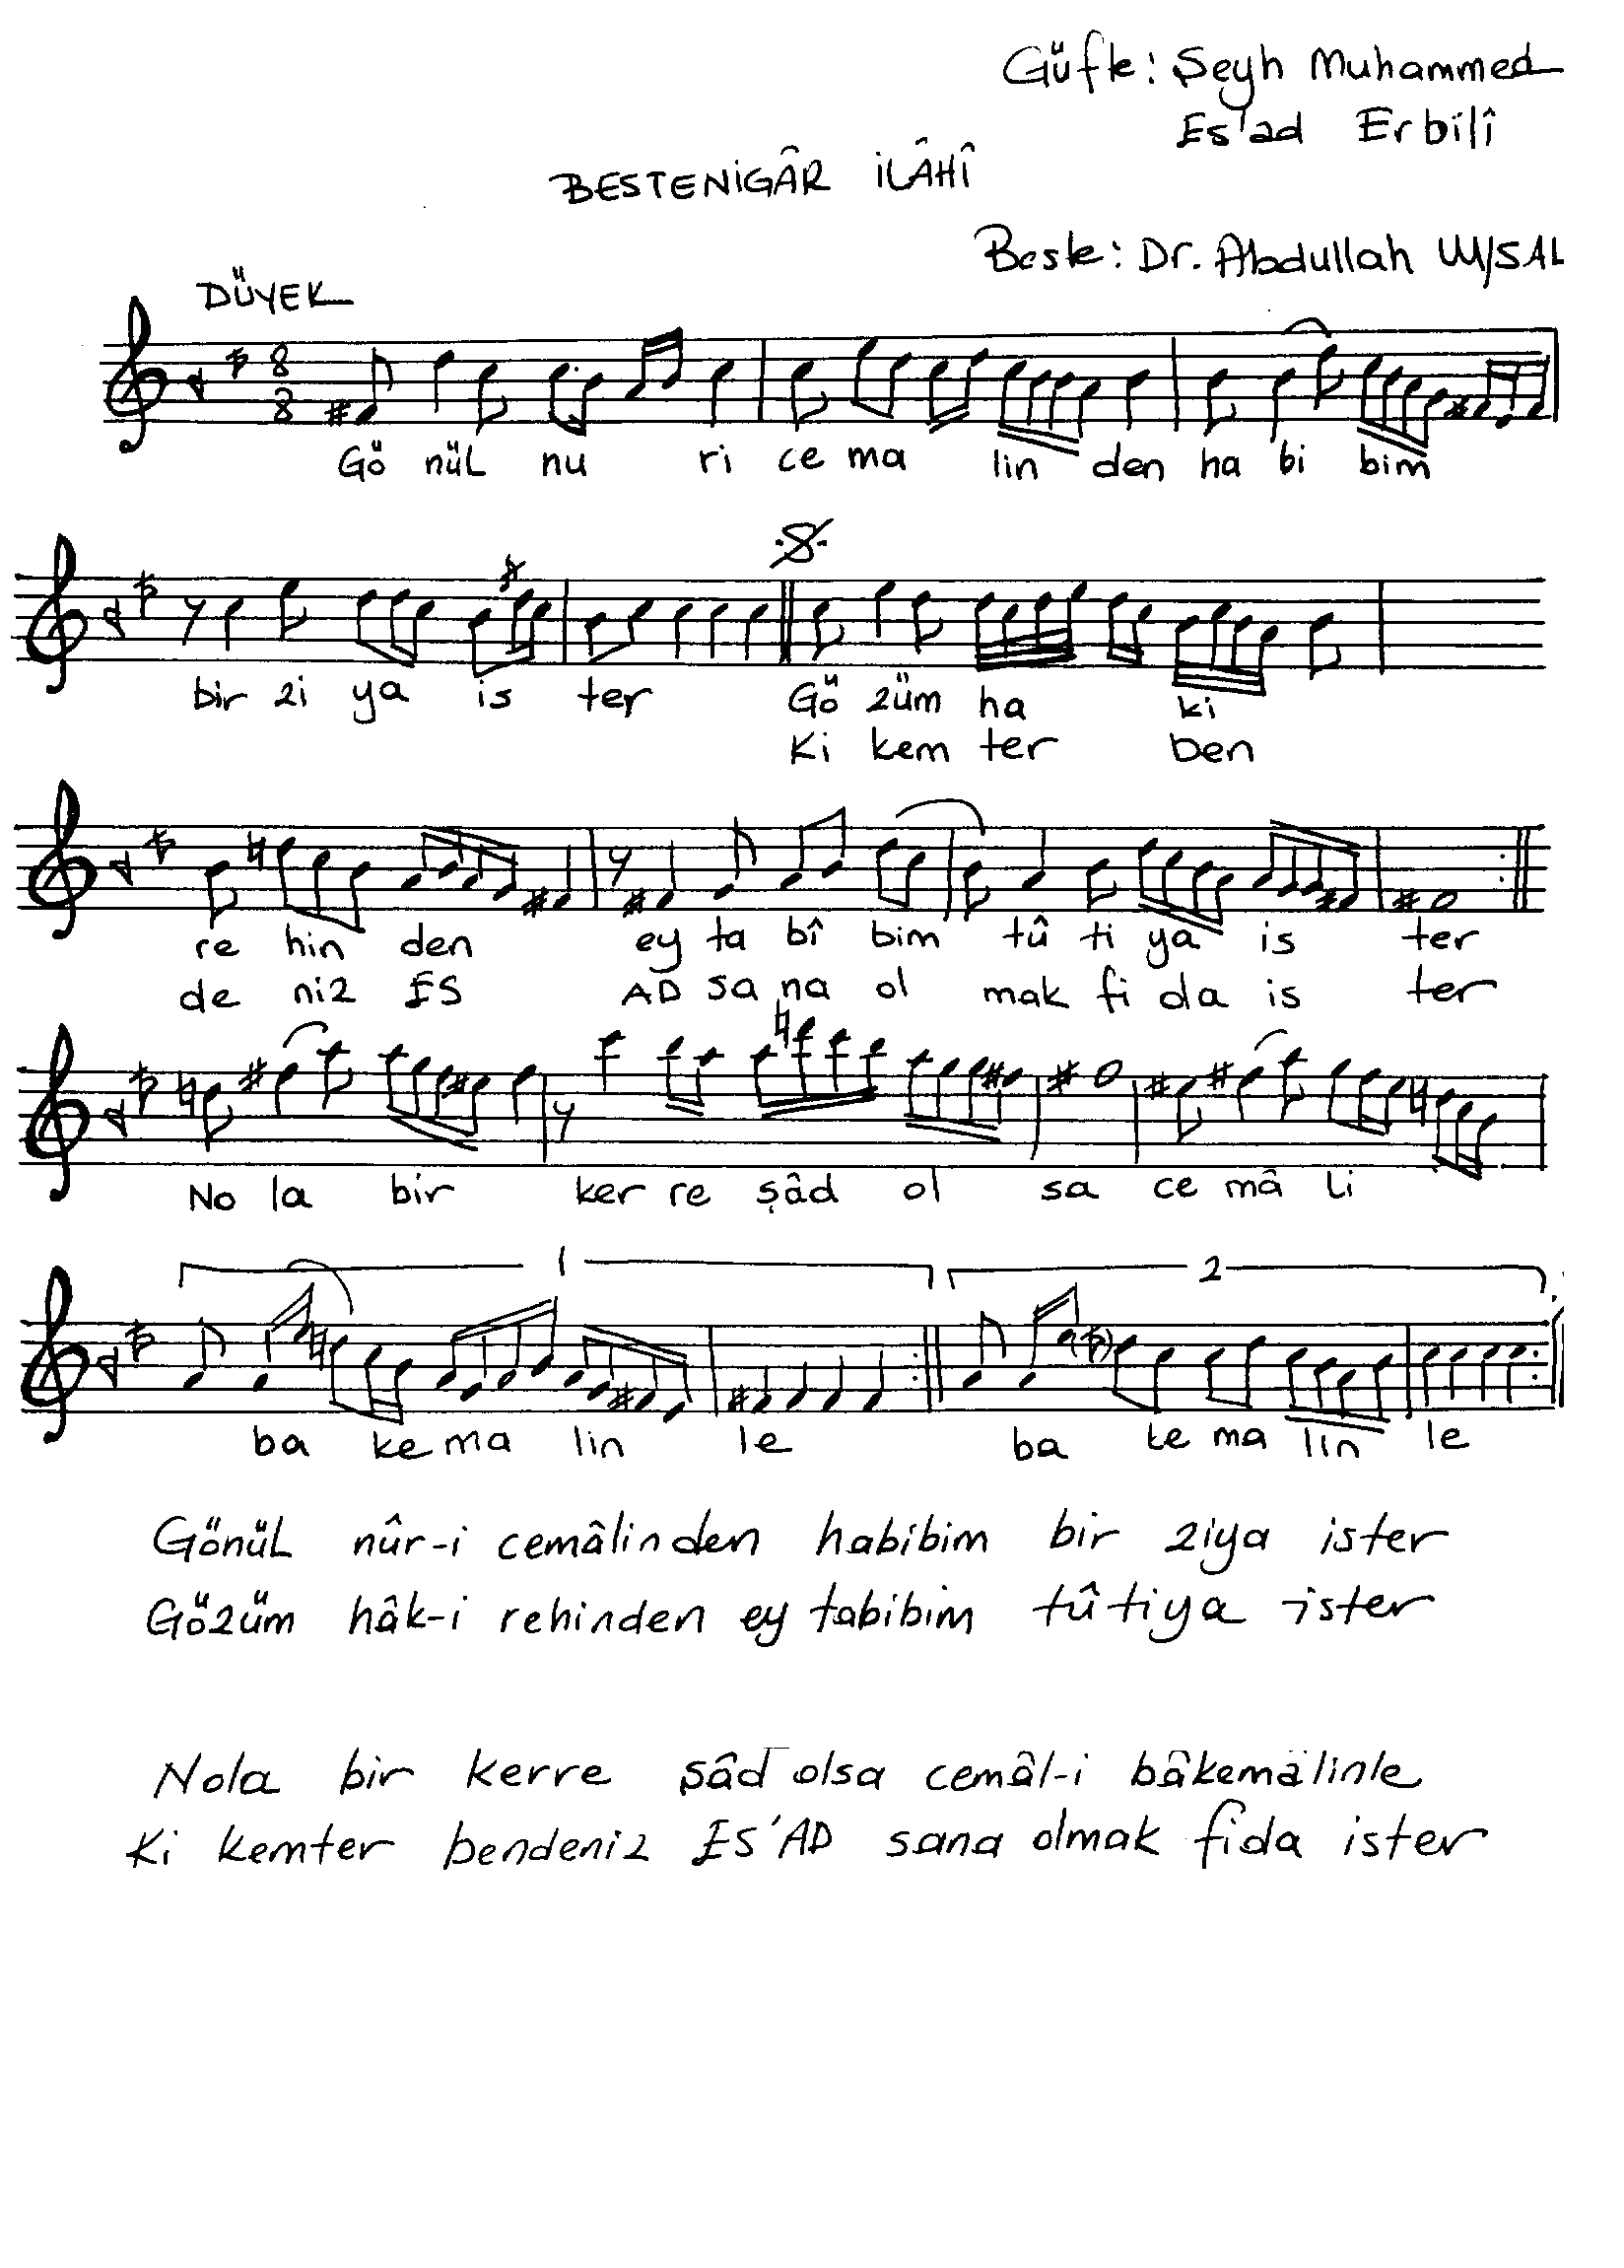 Güfte: Şeyh Muhammed
Es'ad Erbilî
BESTENİGÂR İLÂHÎ
Beste: Dr. Abdullah UYSAL
DÜYEK
8
8
Gö nüL nu ri ce ma lin den ha bi bim
bir zi ya is ter Gö züm ha ki
Ki kem ter ben
re hin den ey ta bî bim tû ti ya is ter
de niz ES AD sa na ol mak fi da is ter
No la bir ker re şâd ol sa ce mâ li
1 2
ba ke ma lin le ba ke ma lin le
GönüL nûr-i cemâlinden habibim bir ziya ister
Gözüm hâk-i rehinden ey tabibim tûtiya ister
Nola bir kerre şâd olsa cemâl-i bâkemâlinle
Ki kemter bendeniz ES'AD sana olmak fida ister